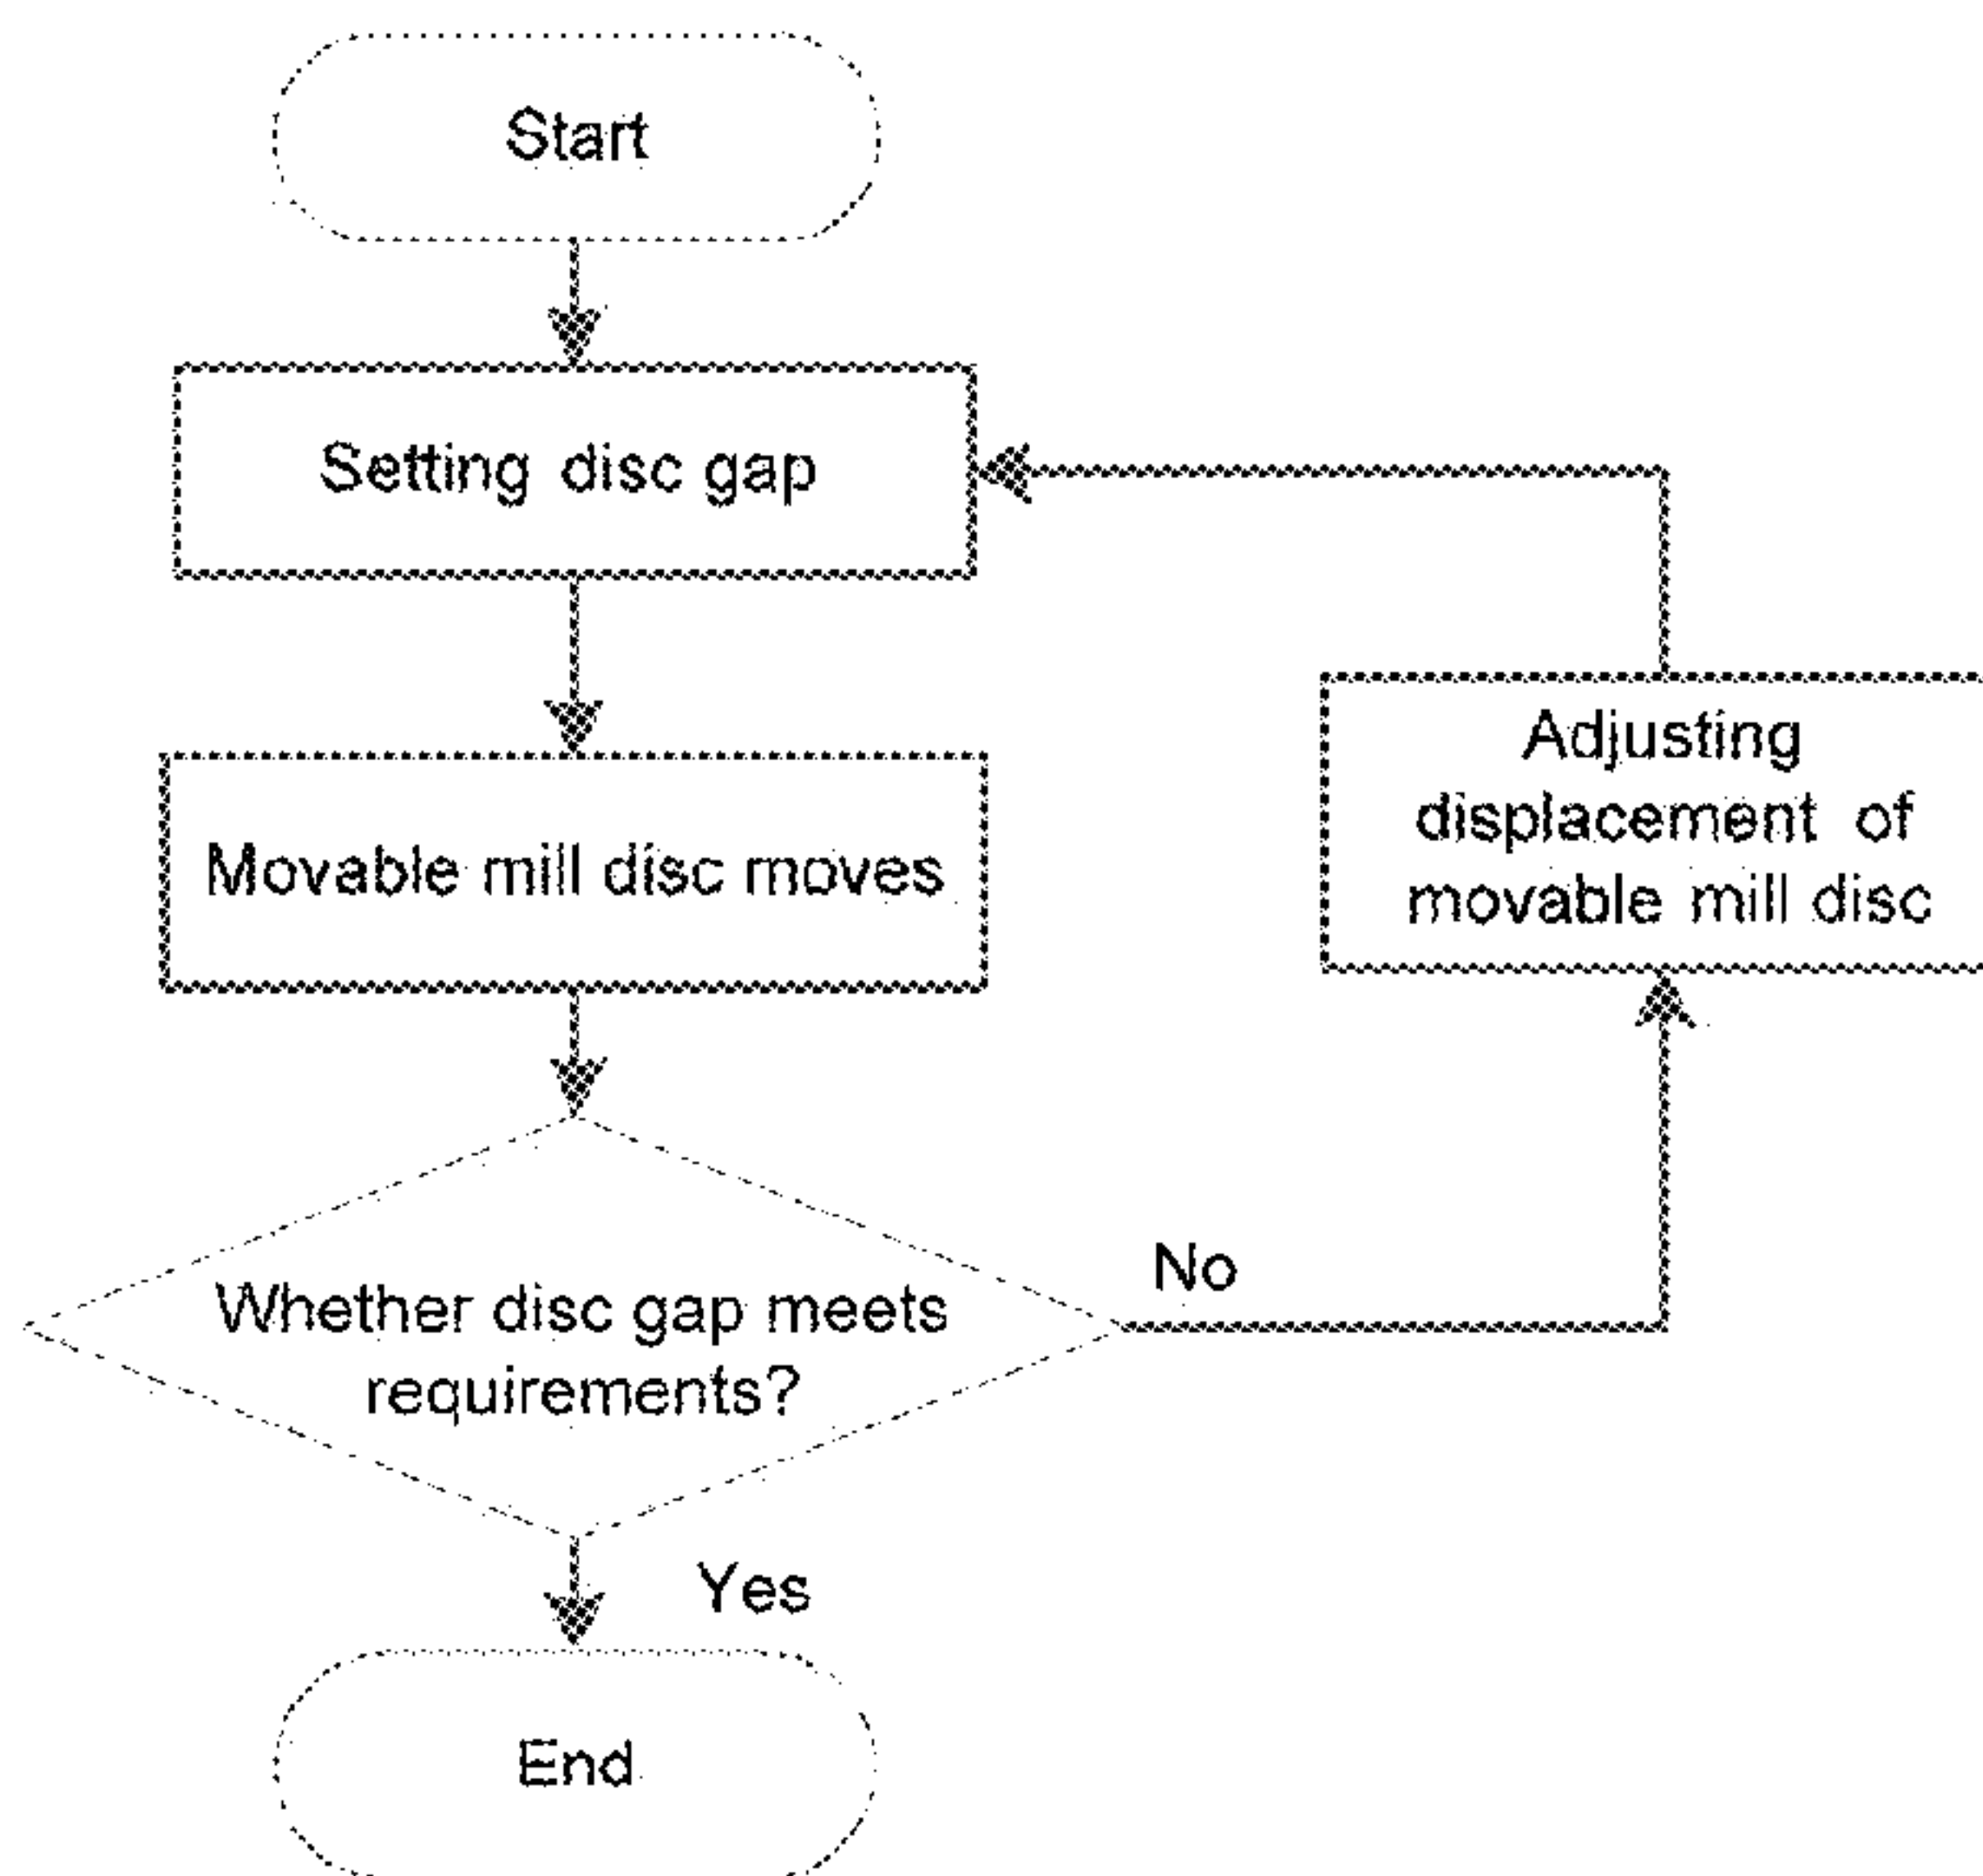 Start
Setting disc gap
Movable mill disc moves
Adjusting
displacement of
movable mill disc
Whether disc gap meets
requirements?
No
Yes
End